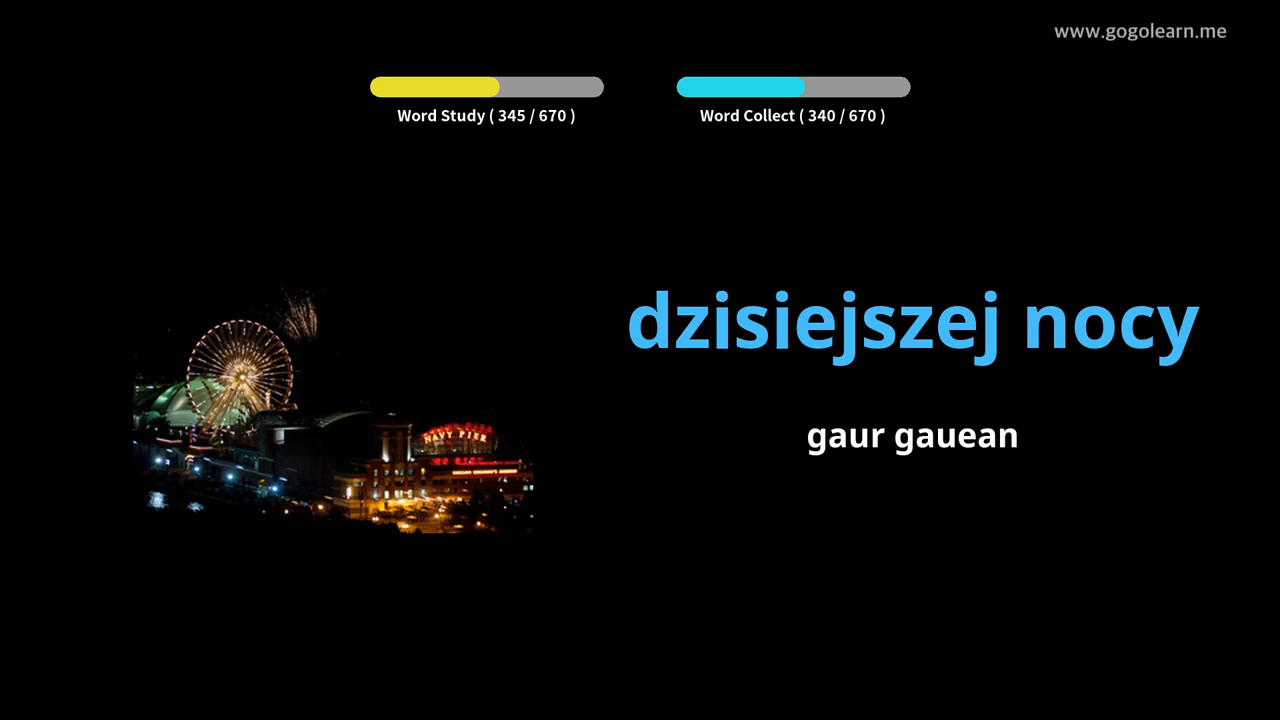 www.gogolearn.me
Word Study ( 345 / 670 )
Word Collect ( 340 / 670 )
dzisiejszej nocy
gaur gauean
NAVY PIER